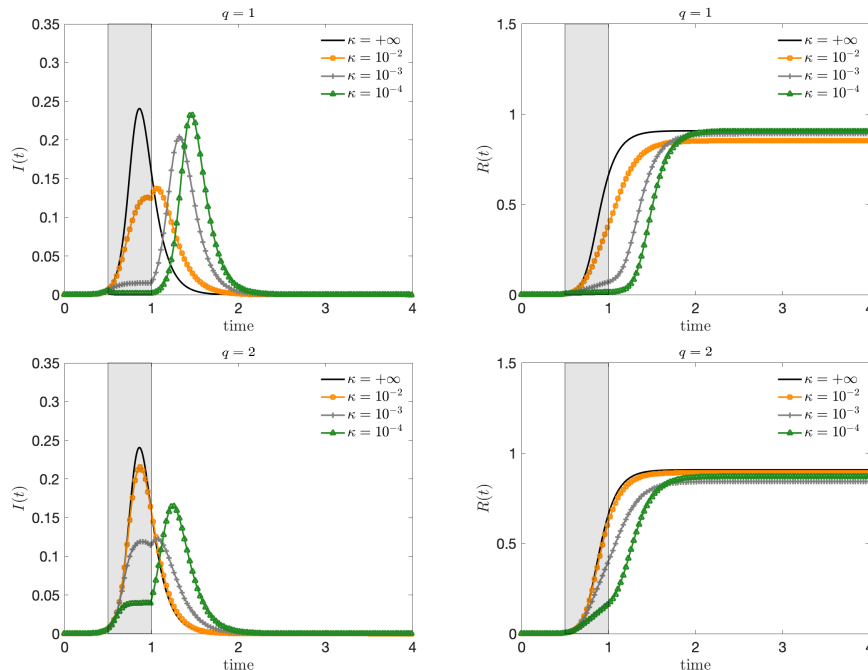 q = 1
0.35
0.3
0.25
0.2
0.15
0.1
0.05
0
I(t)
κ = +∞
κ = 10⁻²
κ = 10⁻³
κ = 10⁻⁴
0 1 2 3 4
time
q = 1
1.5
1
0.5
0
R(t)
κ = +∞
κ = 10⁻²
κ = 10⁻³
κ = 10⁻⁴
0 1 2 3 4
time
q = 2
0.35
0.3
0.25
0.2
0.15
0.1
0.05
0
I(t)
κ = +∞
κ = 10⁻²
κ = 10⁻³
κ = 10⁻⁴
0 1 2 3 4
time
q = 2
1.5
1
0.5
0
R(t)
κ = +∞
κ = 10⁻²
κ = 10⁻³
κ = 10⁻⁴
0 1 2 3 4
time